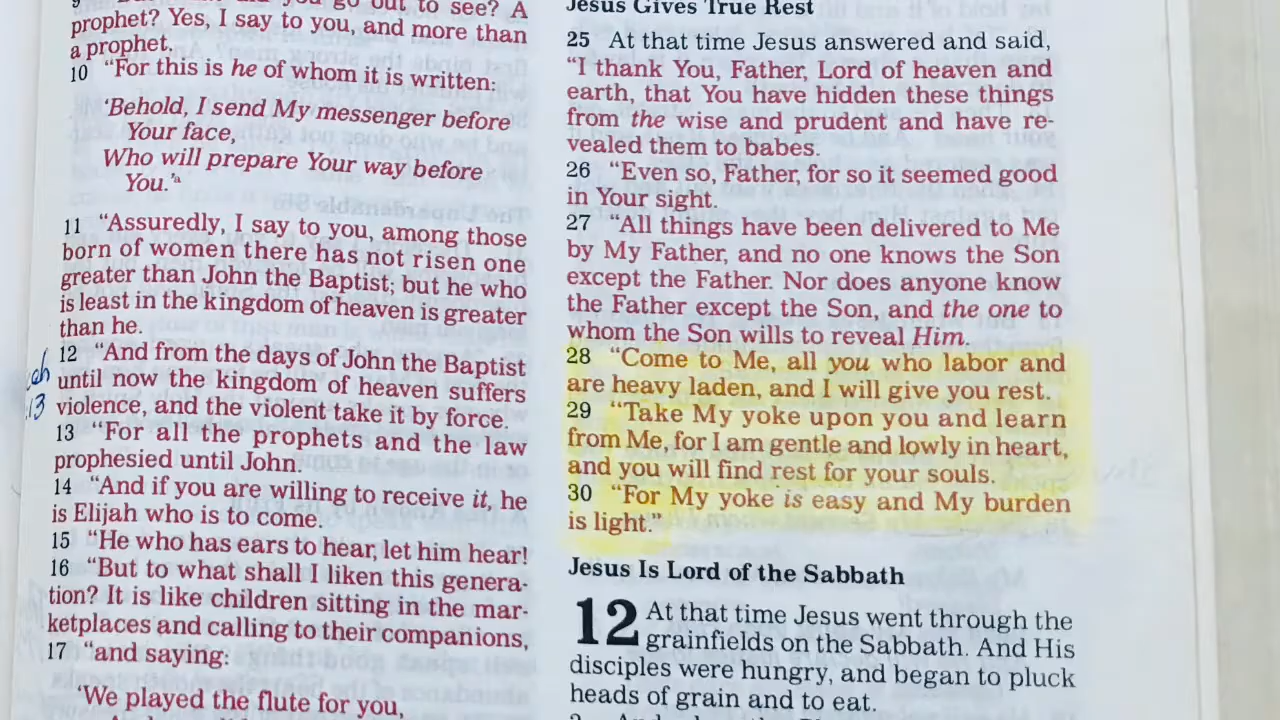 9 you go out to see? A
prophet? Yes, I say to you, and more than
a prophet.
10 “For this is he of whom it is written:
‘Behold, I send My messenger before
Your face,
Who will prepare Your way before
You.’a
11 “Assuredly, I say to you, among those
born of women there has not risen one
greater than John the Baptist; but he who
is least in the kingdom of heaven is greater
than he.
12 “And from the days of John the Baptist
until now the kingdom of heaven suffers
violence, and the violent take it by force.
13 “For all the prophets and the law
prophesied until John.
14 “And if you are willing to receive it, he
is Elijah who is to come.
15 “He who has ears to hear, let him hear!
16 “But to what shall I liken this genera-
tion? It is like children sitting in the mar-
ketplaces and calling to their companions,
17 “and saying:
‘We played the flute for you,
13
Jesus Gives True Rest
25 At that time Jesus answered and said,
“I thank You, Father, Lord of heaven and
earth, that You have hidden these things
from the wise and prudent and have re-
vealed them to babes.
26 “Even so, Father, for so it seemed good
in Your sight.
27 “All things have been delivered to Me
by My Father, and no one knows the Son
except the Father. Nor does anyone know
the Father except the Son, and the one to
whom the Son wills to reveal Him.
28 “Come to Me, all you who labor and
are heavy laden, and I will give you rest.
29 “Take My yoke upon you and learn
from Me, for I am gentle and lowly in heart,
and you will find rest for your souls.
30 “For My yoke is easy and My burden
is light.”
Jesus Is Lord of the Sabbath
12 At that time Jesus went through the
grainfields on the Sabbath. And His
disciples were hungry, and began to pluck
heads of grain and to eat.